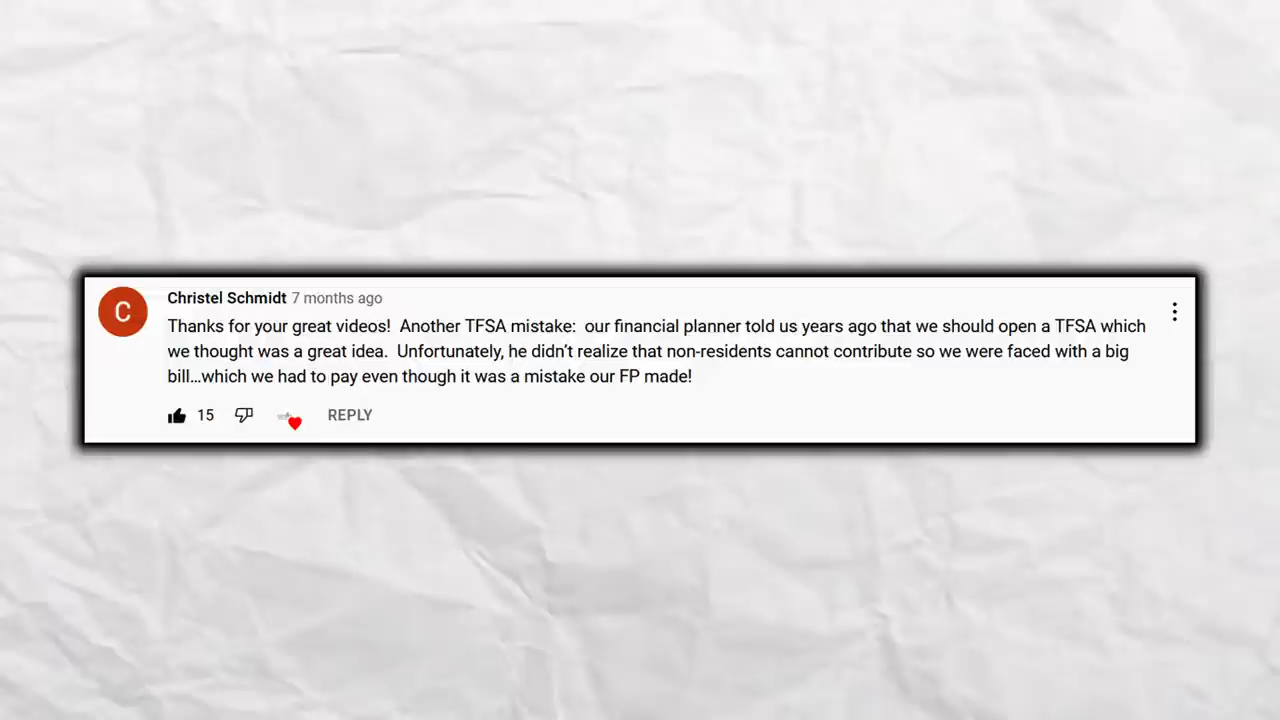 C
Christel Schmidt 7 months ago
Thanks for your great videos!  Another TFSA mistake:  our financial planner told us years ago that we should open a TFSA which
we thought was a great idea.  Unfortunately, he didn't realize that non-residents cannot contribute so we were faced with a big
bill...which we had to pay even though it was a mistake our FP made!
15 REPLY